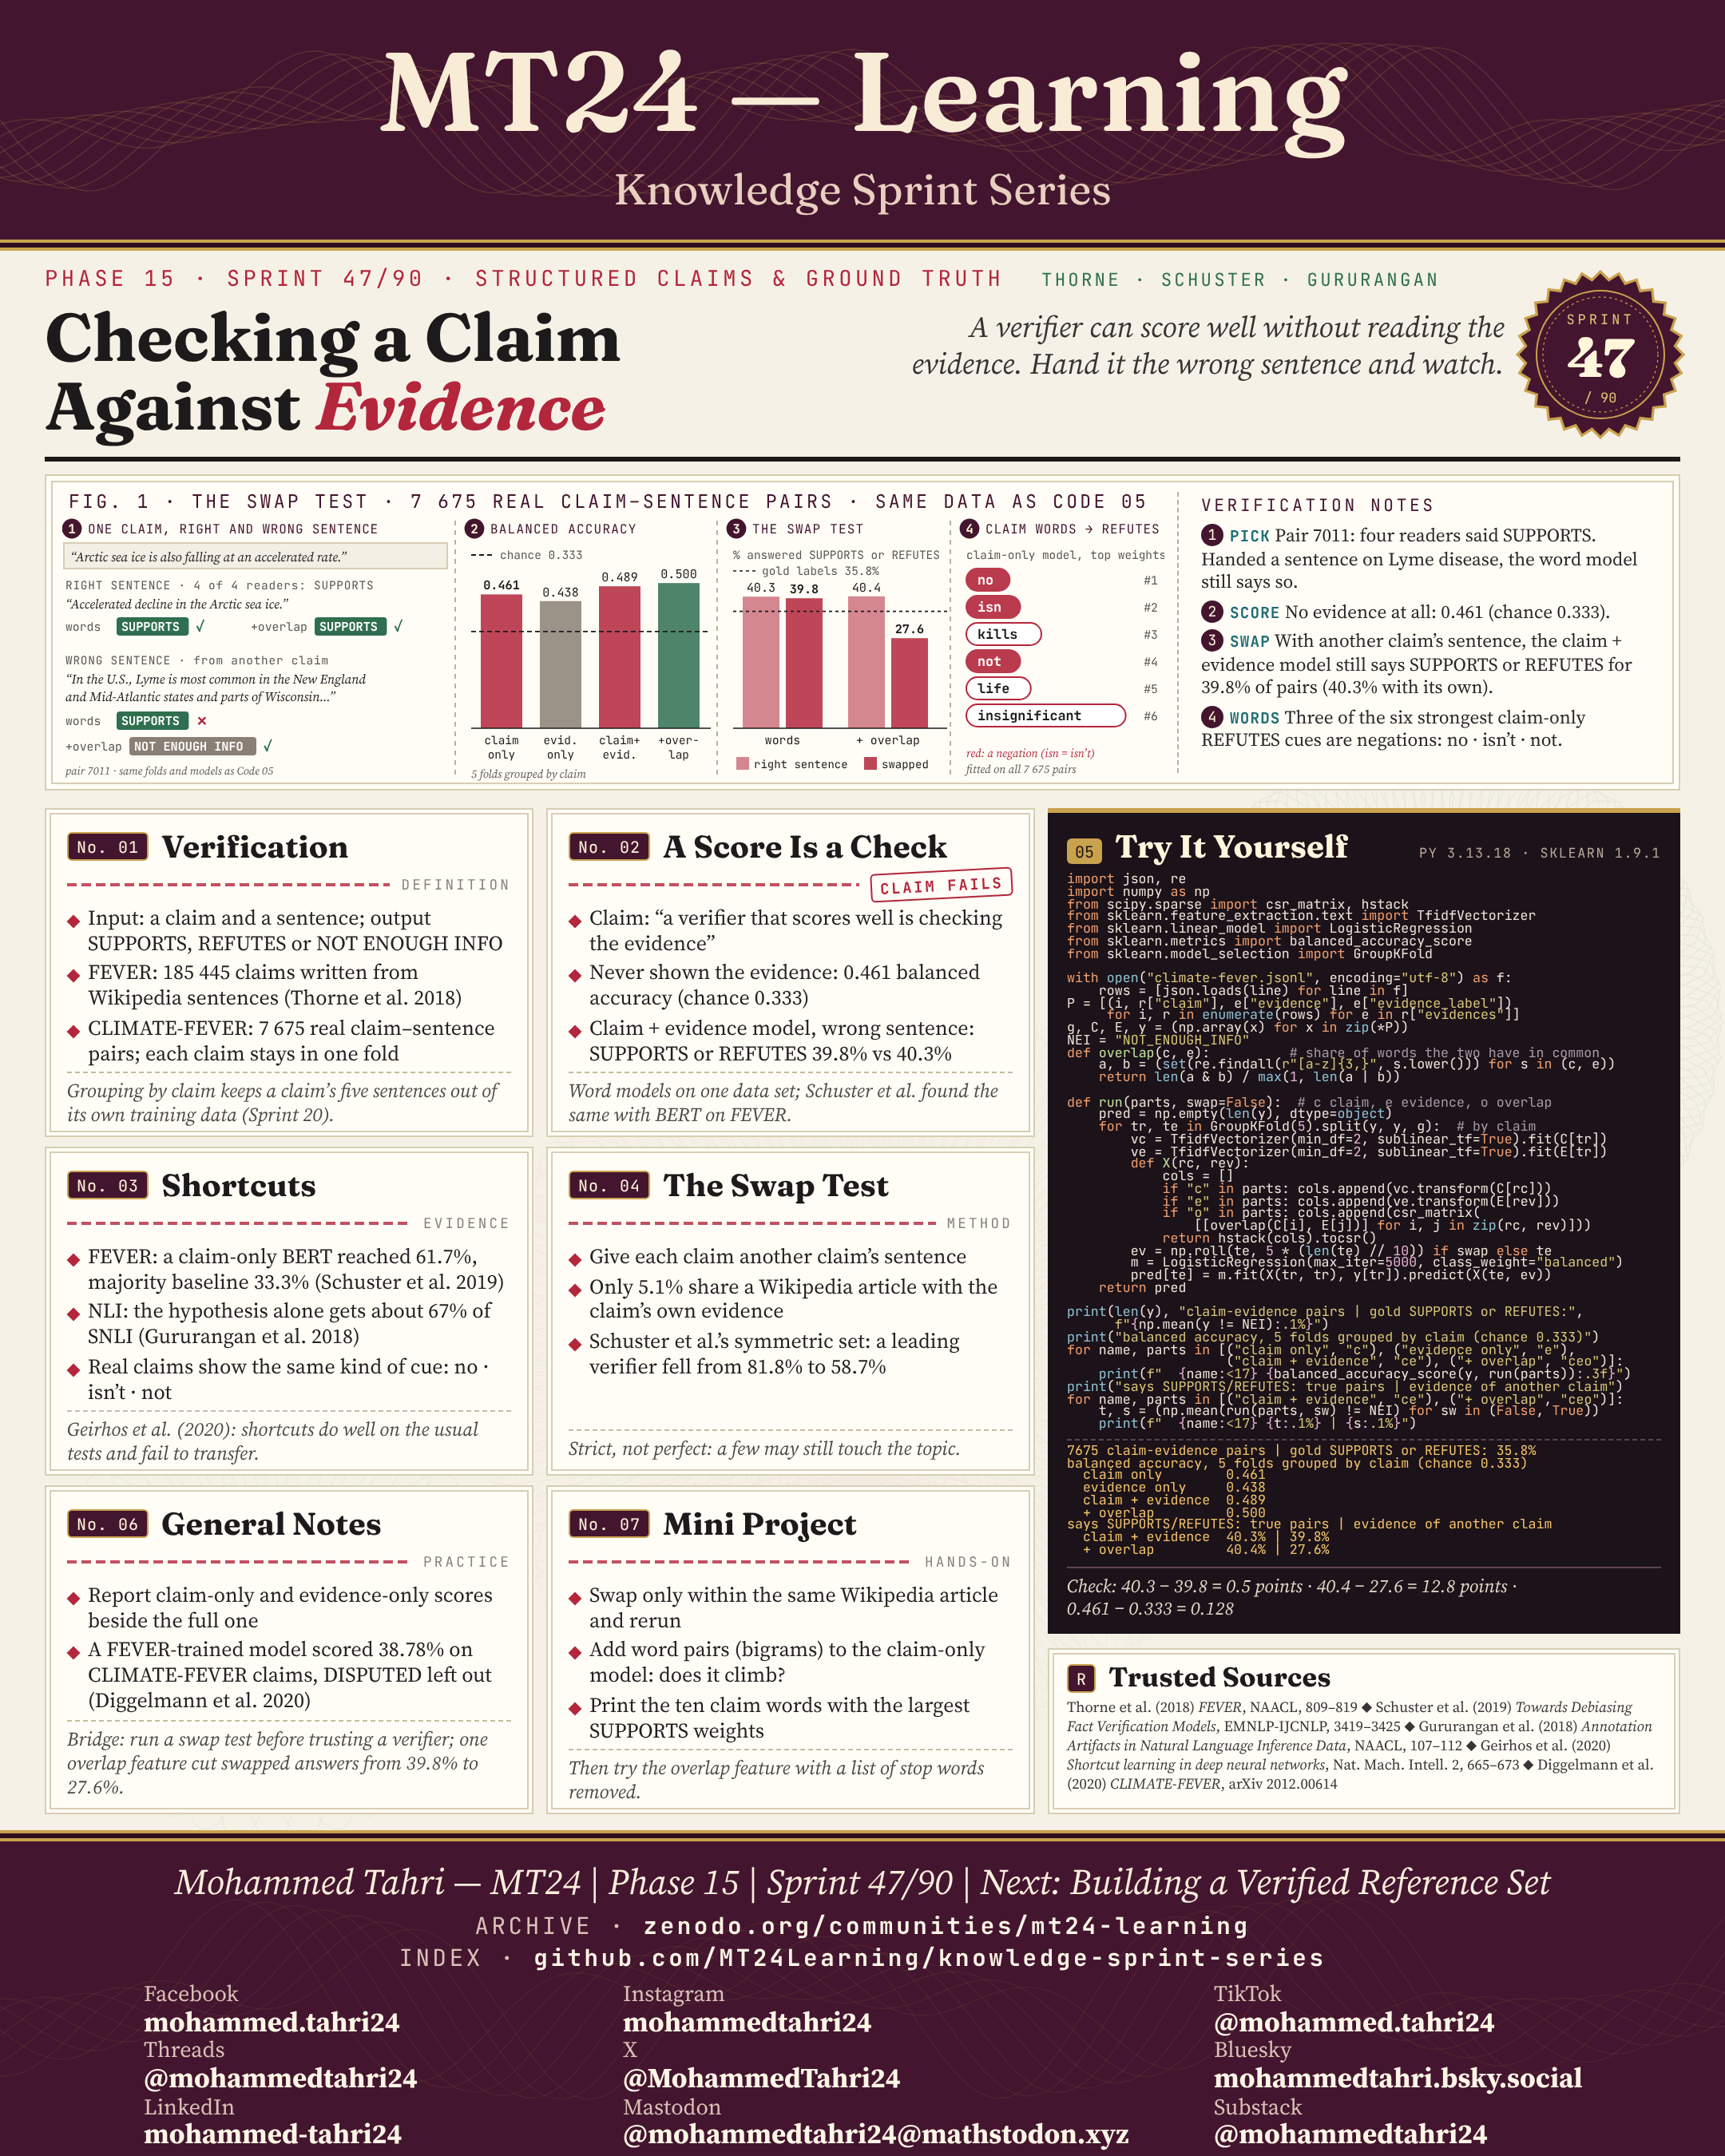 MT24 — Learning
Knowledge Sprint Series
PHASE 15 · SPRINT 47/90 · STRUCTURED CLAIMS & GROUND TRUTH
THORNE · SCHUSTER · GURURANGAN
Checking a Claim
Against Evidence
A verifier can score well without reading the
evidence. Hand it the wrong sentence and watch.
SPRINT
47
/ 90
FIG. 1 · THE SWAP TEST · 7 675 REAL CLAIM–SENTENCE PAIRS · SAME DATA AS CODE 05
1 ONE CLAIM, RIGHT AND WRONG SENTENCE
“Arctic sea ice is also falling at an accelerated rate.”
RIGHT SENTENCE · 4 of 4 readers: SUPPORTS
“Accelerated decline in the Arctic sea ice.”
words SUPPORTS ✓ +overlap SUPPORTS ✓
WRONG SENTENCE · from another claim
“In the U.S., Lyme is most common in the New England
and Mid-Atlantic states and parts of Wisconsin...”
words SUPPORTS ×
+overlap NOT ENOUGH INFO ✓
pair 7011 · same folds and models as Code 05
2 BALANCED ACCURACY
chance 0.333
0.461 0.438 0.489 0.500
claim only
evid. only
claim+ evid.
+over- lap
5 folds grouped by claim
3 THE SWAP TEST
% answered SUPPORTS or REFUTES
gold labels 35.8%
40.3 39.8 40.4 27.6
words + overlap
right sentence swapped
4 CLAIM WORDS → REFUTES
claim-only model, top weights
no #1
isn #2
kills #3
not #4
life #5
insignificant #6
red: a negation (isn = isn’t)
fitted on all 7 675 pairs
VERIFICATION NOTES
1 PICK Pair 7011: four readers said SUPPORTS.
Handed a sentence on Lyme disease, the word model
still says so.
2 SCORE No evidence at all: 0.461 (chance 0.333).
3 SWAP With another claim’s sentence, the claim +
evidence model still says SUPPORTS or REFUTES for
39.8% of pairs (40.3% with its own).
4 WORDS Three of the six strongest claim-only
REFUTES cues are negations: no · isn’t · not.
No. 01 Verification
DEFINITION
◆ Input: a claim and a sentence; output
SUPPORTS, REFUTES or NOT ENOUGH INFO
◆ FEVER: 185 445 claims written from
Wikipedia sentences (Thorne et al. 2018)
◆ CLIMATE-FEVER: 7 675 real claim–sentence
pairs; each claim stays in one fold
Grouping by claim keeps a claim’s five sentences out of
its own training data (Sprint 20).
No. 02 A Score Is a Check
CLAIM FAILS
◆ Claim: “a verifier that scores well is checking
the evidence”
◆ Never shown the evidence: 0.461 balanced
accuracy (chance 0.333)
◆ Claim + evidence model, wrong sentence:
SUPPORTS or REFUTES 39.8% vs 40.3%
Word models on one data set; Schuster et al. found the
same with BERT on FEVER.
No. 03 Shortcuts
EVIDENCE
◆ FEVER: a claim-only BERT reached 61.7%,
majority baseline 33.3% (Schuster et al. 2019)
◆ NLI: the hypothesis alone gets about 67% of
SNLI (Gururangan et al. 2018)
◆ Real claims show the same kind of cue: no ·
isn’t · not
Geirhos et al. (2020): shortcuts do well on the usual
tests and fail to transfer.
No. 04 The Swap Test
METHOD
◆ Give each claim another claim’s sentence
◆ Only 5.1% share a Wikipedia article with the
claim’s own evidence
◆ Schuster et al.’s symmetric set: a leading
verifier fell from 81.8% to 58.7%
Strict, not perfect: a few may still touch the topic.
No. 06 General Notes
PRACTICE
◆ Report claim-only and evidence-only scores
beside the full one
◆ A FEVER-trained model scored 38.78% on
CLIMATE-FEVER claims, DISPUTED left out
(Diggelmann et al. 2020)
Bridge: run a swap test before trusting a verifier; one
overlap feature cut swapped answers from 39.8% to
27.6%.
No. 07 Mini Project
HANDS-ON
◆ Swap only within the same Wikipedia article
and rerun
◆ Add word pairs (bigrams) to the claim-only
model: does it climb?
◆ Print the ten claim words with the largest
SUPPORTS weights
Then try the overlap feature with a list of stop words
removed.
05 Try It Yourself
PY 3.13.18 · SKLEARN 1.9.1
import json, re
import numpy as np
from scipy.sparse import csr_matrix, hstack
from sklearn.feature_extraction.text import TfidfVectorizer
from sklearn.linear_model import LogisticRegression
from sklearn.metrics import balanced_accuracy_score
from sklearn.model_selection import GroupKFold
with open("climate-fever.jsonl", encoding="utf-8") as f:
    rows = [json.loads(line) for line in f]
P = [(i, r["claim"], e["evidence"], e["evidence_label"])
     for i, r in enumerate(rows) for e in r["evidences"]]
g, C, E, y = (np.array(x) for x in zip(*P))
NEI = "NOT_ENOUGH_INFO"
def overlap(c, e):          # share of words the two have in common
    a, b = (set(re.findall(r"[a-z]{3,}", s.lower())) for s in (c, e))
    return len(a & b) / max(1, len(a | b))
def run(parts, swap=False):  # c claim, e evidence, o overlap
    pred = np.empty(len(y), dtype=object)
    for tr, te in GroupKFold(5).split(y, y, g):  # by claim
        vc = TfidfVectorizer(min_df=2, sublinear_tf=True).fit(C[tr])
        ve = TfidfVectorizer(min_df=2, sublinear_tf=True).fit(E[tr])
        def X(rc, rev):
            cols = []
            if "c" in parts: cols.append(vc.transform(C[rc]))
            if "e" in parts: cols.append(ve.transform(E[rev]))
            if "o" in parts: cols.append(csr_matrix(
                [[overlap(C[i], E[j])] for i, j in zip(rc, rev)]))
            return hstack(cols).tocsr()
        ev = np.roll(te, 5 * (len(te) // 10)) if swap else te
        m = LogisticRegression(max_iter=5000, class_weight="balanced")
        pred[te] = m.fit(X(tr, tr), y[tr]).predict(X(te, ev))
    return pred
print(len(y), "claim-evidence pairs | gold SUPPORTS or REFUTES:",
      f"{np.mean(y != NEI):.1%}")
print("balanced accuracy, 5 folds grouped by claim (chance 0.333)")
for name, parts in [("claim only", "c"), ("evidence only", "e"),
                    ("claim + evidence", "ce"), ("+ overlap", "ceo")]:
    print(f"  {name:<17} {balanced_accuracy_score(y, run(parts)):.3f}")
print("says SUPPORTS/REFUTES: true pairs | evidence of another claim")
for name, parts in [("claim + evidence", "ce"), ("+ overlap", "ceo")]:
    t, s = (np.mean(run(parts, sw) != NEI) for sw in (False, True))
    print(f"  {name:<17} {t:.1%} | {s:.1%}")
7675 claim-evidence pairs | gold SUPPORTS or REFUTES: 35.8%
balanced accuracy, 5 folds grouped by claim (chance 0.333)
  claim only        0.461
  evidence only     0.438
  claim + evidence  0.489
  + overlap         0.500
says SUPPORTS/REFUTES: true pairs | evidence of another claim
  claim + evidence  40.3% | 39.8%
  + overlap         40.4% | 27.6%
Check: 40.3 − 39.8 = 0.5 points · 40.4 − 27.6 = 12.8 points ·
0.461 − 0.333 = 0.128
R Trusted Sources
Thorne et al. (2018) FEVER, NAACL, 809–819 ◆ Schuster et al. (2019) Towards Debiasing
Fact Verification Models, EMNLP-IJCNLP, 3419–3425 ◆ Gururangan et al. (2018) Annotation
Artifacts in Natural Language Inference Data, NAACL, 107–112 ◆ Geirhos et al. (2020)
Shortcut learning in deep neural networks, Nat. Mach. Intell. 2, 665–673 ◆ Diggelmann et al.
(2020) CLIMATE-FEVER, arXiv 2012.00614
Mohammed Tahri — MT24 | Phase 15 | Sprint 47/90 | Next: Building a Verified Reference Set
ARCHIVE · zenodo.org/communities/mt24-learning
INDEX · github.com/MT24Learning/knowledge-sprint-series
Facebook
mohammed.tahri24
Instagram
mohammedtahri24
TikTok
@mohammed.tahri24
Threads
@mohammedtahri24
X
@MohammedTahri24
Bluesky
mohammedtahri.bsky.social
LinkedIn
mohammed-tahri24
Mastodon
@mohammedtahri24@mathstodon.xyz
Substack
@mohammedtahri24